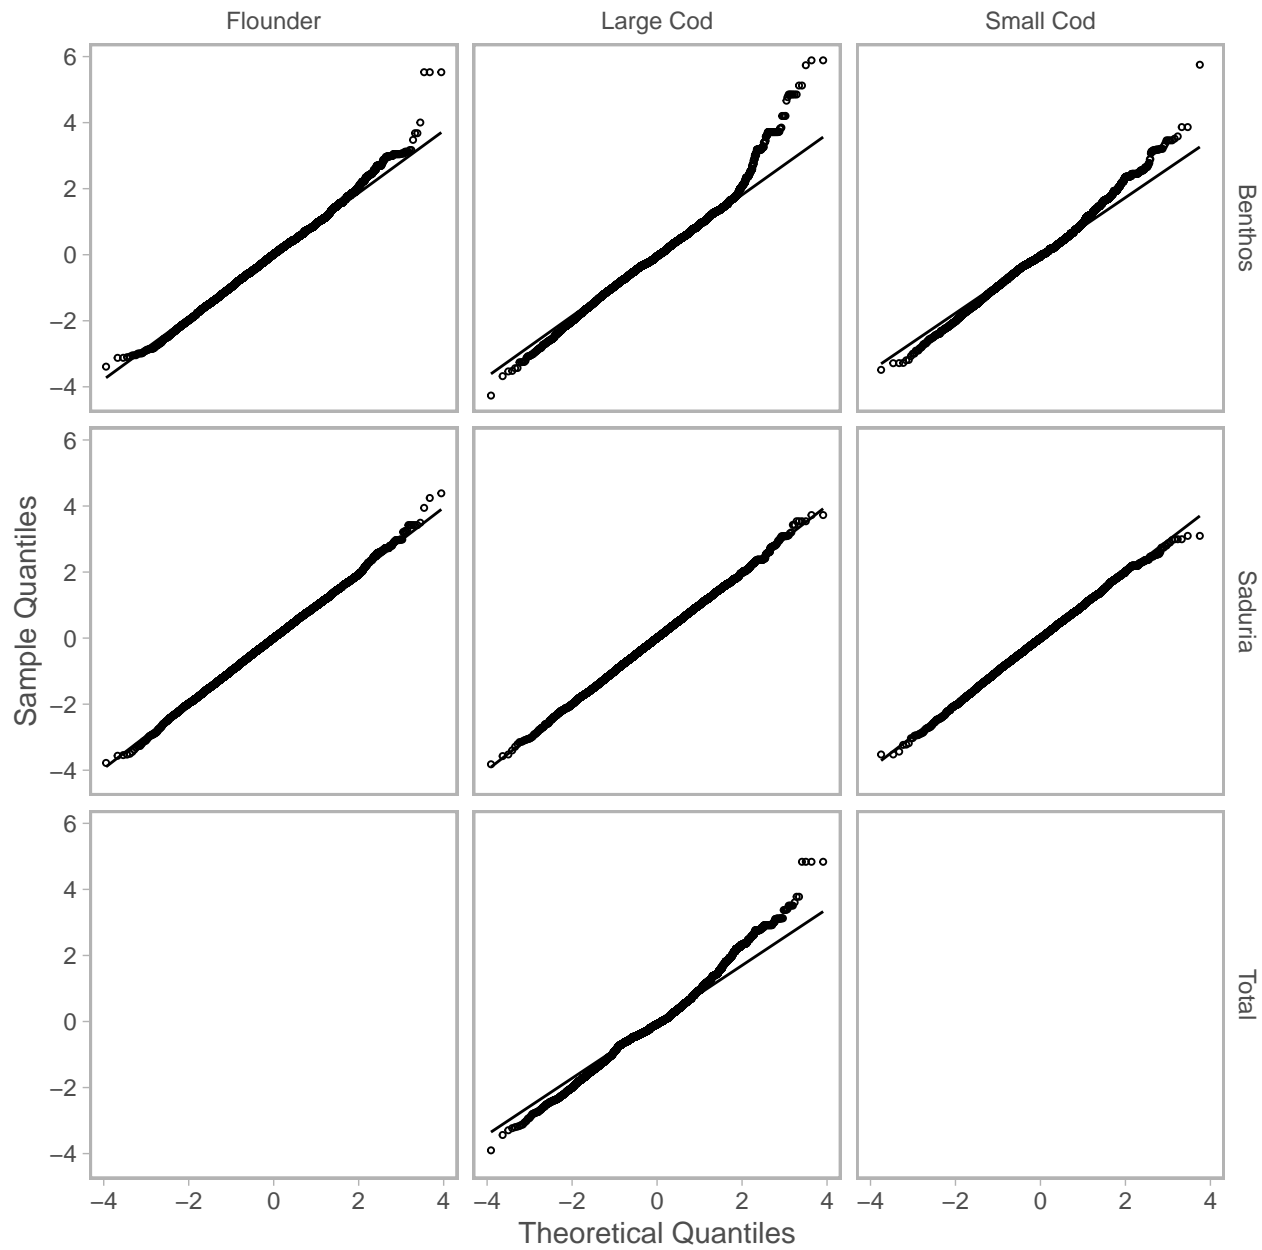 Flounder Large Cod Small Cod
6
4
2
0
−2
−4
Benthos
6
4
2
0
−2
−4
Saduria
6
4
2
0
−2
−4
Total
Sample Quantiles
−4 −2 0 2 4 −4 −2 0 2 4 −4 −2 0 2 4
Theoretical Quantiles